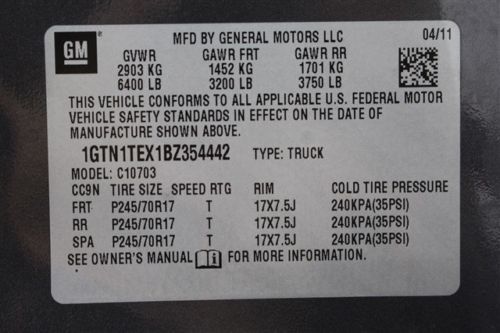 GM
MFD BY GENERAL MOTORS LLC 04/11
GVWR GAWR FRT GAWR RR
2903 KG 1452 KG 1701 KG
6400 LB 3200 LB 3750 LB
THIS VEHICLE CONFORMS TO ALL APPLICABLE U.S. FEDERAL MOTOR
VEHICLE SAFETY STANDARDS IN EFFECT ON THE DATE OF
MANUFACTURE SHOWN ABOVE.
1GTN1TEX1BZ354442 TYPE: TRUCK
MODEL: C10703
CC9N TIRE SIZE SPEED RTG RIM COLD TIRE PRESSURE
FRT P245/70R17 T 17X7.5J 240KPA(35PSI)
RR P245/70R17 T 17X7.5J 240KPA(35PSI)
SPA P245/70R17 T 17X7.5J 240KPA(35PSI)
SEE OWNER'S MANUAL FOR MORE INFORMATION.